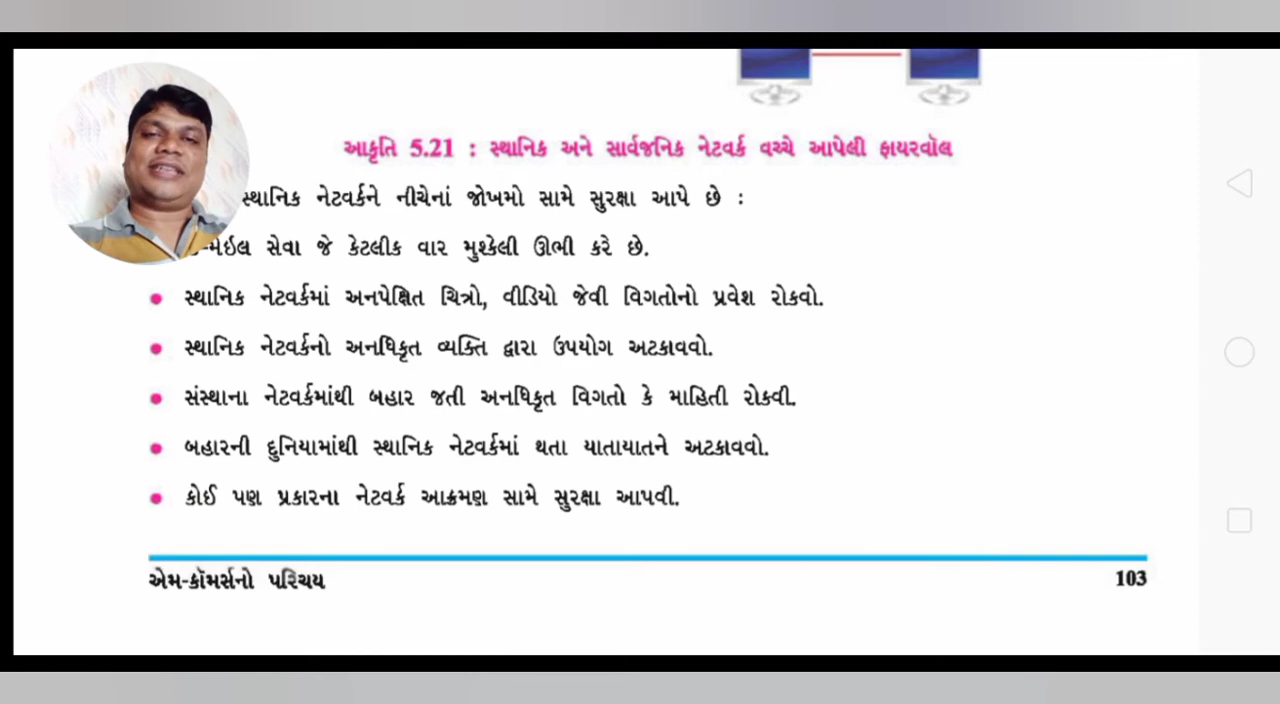 આકૃતિ 5.21 : સ્થાનિક અને સાર્વજનિક નેટવર્ક વચ્ચે આપેલી ફાયરવૉલ
સ્થાનિક નેટવર્કને નીચેનાં જોખમો સામે સુરક્ષા આપે છે :
સેવા જે કેટલીક વાર મુશ્કેલી ઊભી કરે છે.
• સ્થાનિક નેટવર્કમાં અનપેક્ષિત ચિત્રો, વીડિયો જેવી વિગતોનો પ્રવેશ રોકવો.
• સ્થાનિક નેટવર્કનો અનધિકૃત વ્યક્તિ દ્વારા ઉપયોગ અટકાવવો.
• સંસ્થાના નેટવર્કમાંથી બહાર જતી અનધિકૃત વિગતો કે માહિતી રોકવી.
• બહારની દુનિયામાંથી સ્થાનિક નેટવર્કમાં થતા યાતાયાતને અટકાવવો.
• કોઈ પણ પ્રકારના નેટવર્ક આક્રમણ સામે સુરક્ષા આપવી.
એમ-કૉમર્સનો પરિચય 103